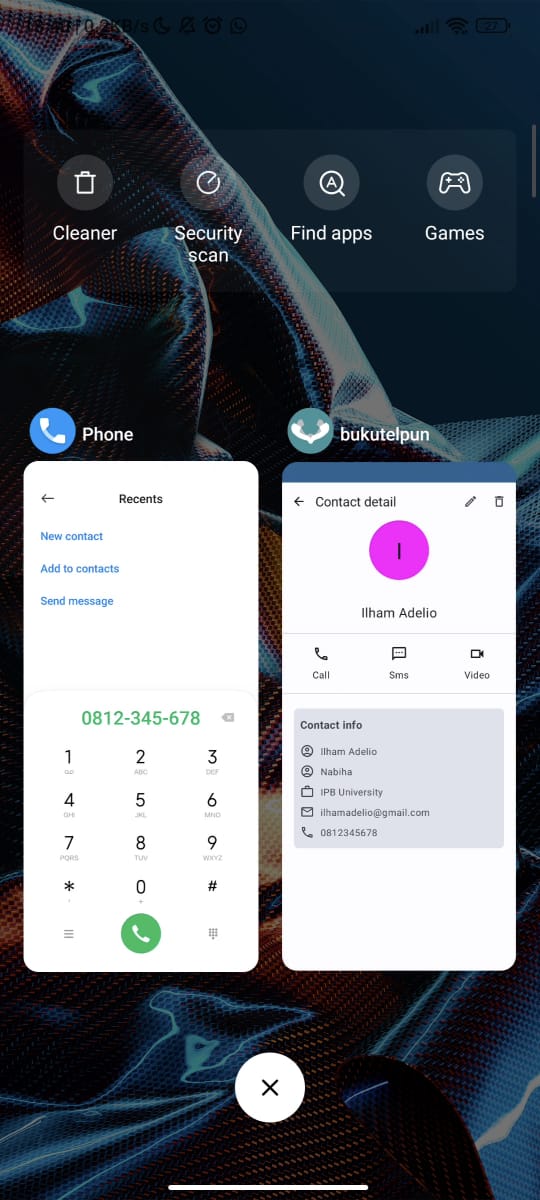 0.2KB/s
27
Cleaner
Security
scan
Find apps
Games
Phone
Recents
New contact
Add to contacts
Send message
0812-345-678
1
2
ABC
3
DEF
4
GHI
5
JKL
6
MNO
7
PQRS
8
TUV
9
WXYZ
*
0
+
#
bukutelpun
Contact detail
I
Ilham Adelio
Call
Sms
Video
Contact info
Ilham Adelio
Nabiha
IPB University
ilhamadelio@gmail.com
0812345678